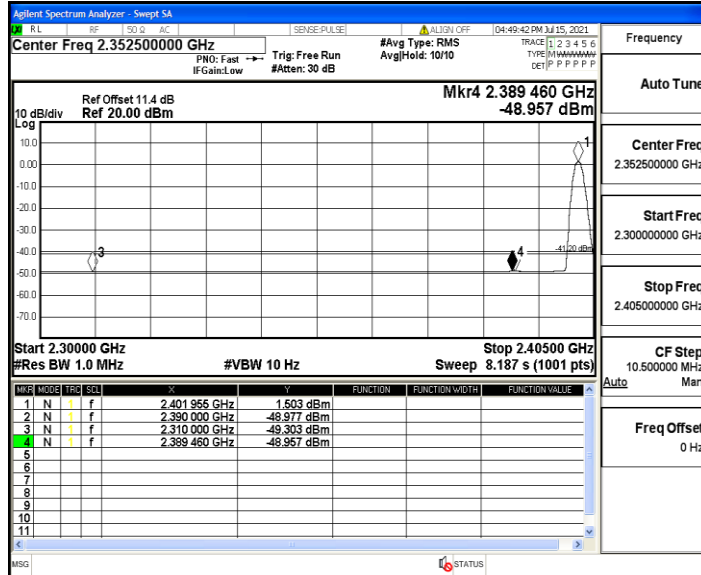 Agilent Spectrum Analyzer - Swept SA
RL RF 50 Ω AC SENSE:PULSE ALIGN OFF 04:49:42 PM Jul 15, 2021
Center Freq 2.352500000 GHz
PNO: Fast
IFGain:Low
Trig: Free Run
#Atten: 30 dB
#Avg Type: RMS
Avg|Hold: 10/10
TRACE 1 2 3 4 5 6
TYPE M WWWWW
DET P P P P P P
Ref Offset 11.4 dB
10 dB/div Ref 20.00 dBm
Log
Mkr4 2.389 460 GHz
-48.957 dBm
10.0
0.00
-10.0
-20.0
-30.0
-40.0
-50.0
-60.0
-70.0
1
3
4
-41.20 dBm
Start 2.30000 GHz Stop 2.40500 GHz
#Res BW 1.0 MHz #VBW 10 Hz Sweep 8.187 s (1001 pts)
MKR MODE TRC SCL X Y FUNCTION FUNCTION WIDTH FUNCTION VALUE
1 N 1 f 2.401 955 GHz 1.503 dBm
2 N 1 f 2.390 000 GHz -48.977 dBm
3 N 1 f 2.310 000 GHz -49.303 dBm
4 N 1 f 2.389 460 GHz -48.957 dBm
5
6
7
8
9
10
11
MSG STATUS
Frequency
Auto Tune
Center Freq
2.352500000 GHz
Start Freq
2.300000000 GHz
Stop Freq
2.405000000 GHz
CF Step
10.500000 MHz
Auto Man
Freq Offset
0 Hz